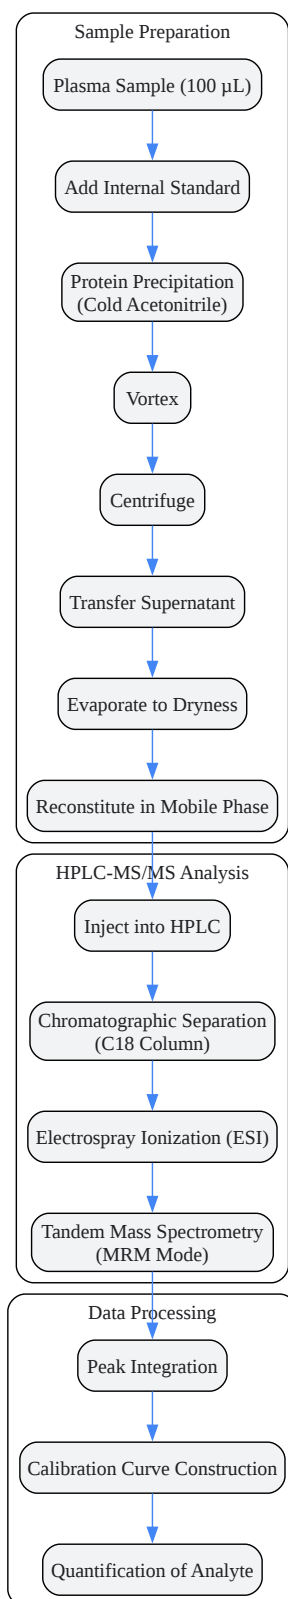 Sample Preparation
Plasma Sample (100 µL)
Add Internal Standard
Protein Precipitation
(Cold Acetonitrile)
Vortex
Centrifuge
Transfer Supernatant
Evaporate to Dryness
Reconstitute in Mobile Phase
HPLC-MS/MS Analysis
Inject into HPLC
Chromatographic Separation
(C18 Column)
Electrospray Ionization (ESI)
Tandem Mass Spectrometry
(MRM Mode)
Data Processing
Peak Integration
Calibration Curve Construction
Quantification of Analyte